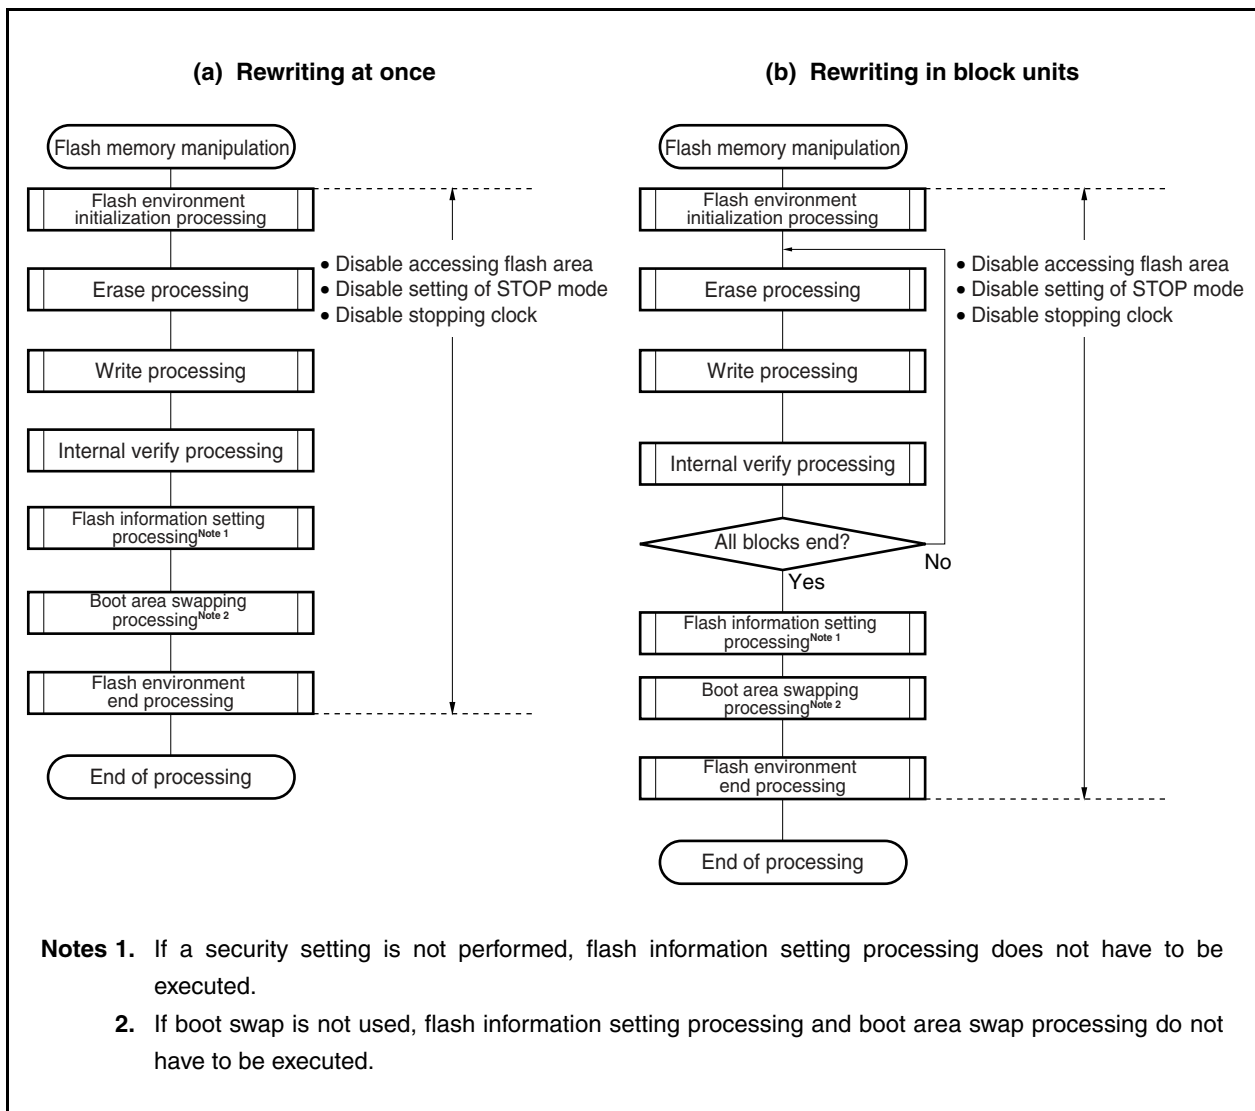 (a) Rewriting at once
Flash memory manipulation
Flash environment
initialization processing
• Disable accessing flash area
• Disable setting of STOP mode
• Disable stopping clock
Erase processing
Write processing
Internal verify processing
Flash information setting
processingNote 1
Boot area swapping
processingNote 2
Flash environment
end processing
End of processing
(b) Rewriting in block units
Flash memory manipulation
Flash environment
initialization processing
• Disable accessing flash area
• Disable setting of STOP mode
• Disable stopping clock
Erase processing
Write processing
Internal verify processing
All blocks end?
No
Yes
Flash information setting
processingNote 1
Boot area swapping
processingNote 2
Flash environment
end processing
End of processing
Notes 1. If a security setting is not performed, flash information setting processing does not have to be
executed.
2. If boot swap is not used, flash information setting processing and boot area swap processing do not
have to be executed.